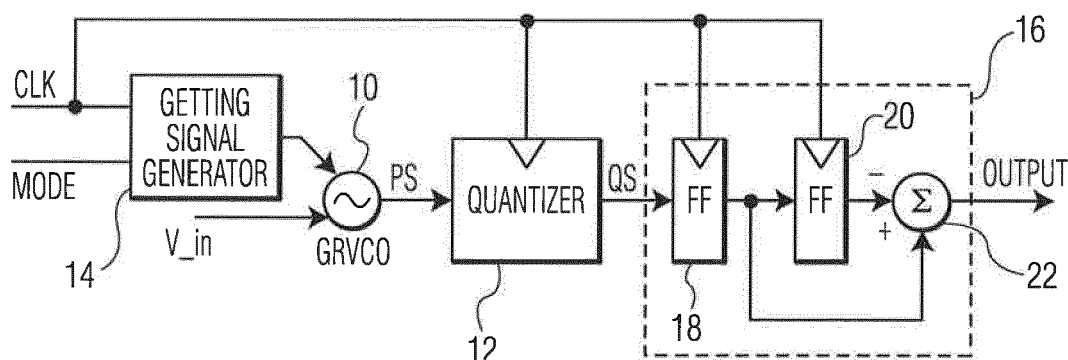 16
CLK
GETTING
SIGNAL
GENERATOR
10
20
MODE
PS
QUANTIZER
QS
FF
FF
−
Σ
OUTPUT
+
V_in
GRVCO
14
12
18
22